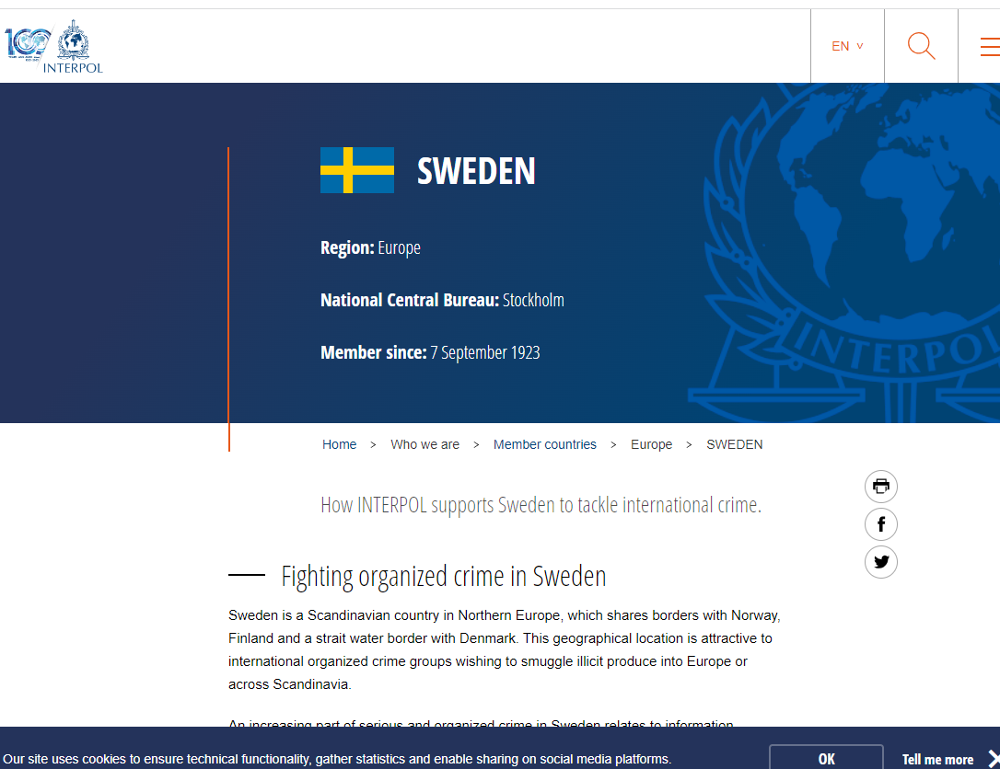 100
INTERPOL
EN
SWEDEN
Region: Europe
National Central Bureau: Stockholm
Member since: 7 September 1923
INTERPOL
Home > Who we are > Member countries > Europe > SWEDEN
How INTERPOL supports Sweden to tackle international crime.
Fighting organized crime in Sweden
Sweden is a Scandinavian country in Northern Europe, which shares borders with Norway,
Finland and a strait water border with Denmark. This geographical location is attractive to
international organized crime groups wishing to smuggle illicit produce into Europe or
across Scandinavia.
An increasing part of serious and organized crime in Sweden relates to information
Our site uses cookies to ensure technical functionality, gather statistics and enable sharing on social media platforms.
OK
Tell me more